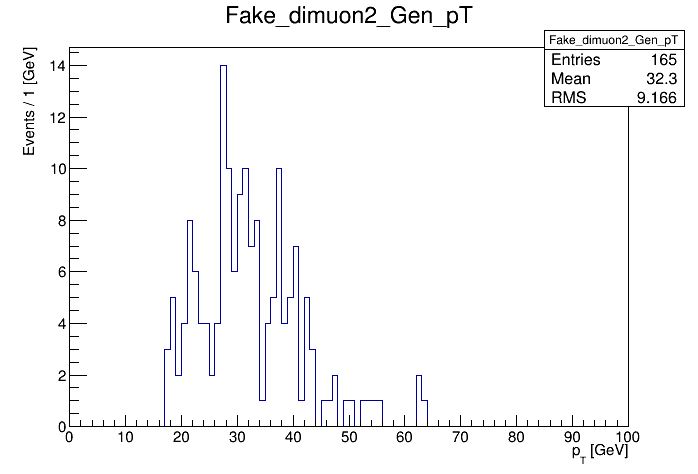 Fake_dimuon2_Gen_pT
Fake_dimuon2_Gen_pT
Entries 165
Mean 32.3
RMS 9.166
Events / 1 [GeV]
14
12
10
8
6
4
2
0
0 10 20 30 40 50 60 70 80 90 100
p_T [GeV]